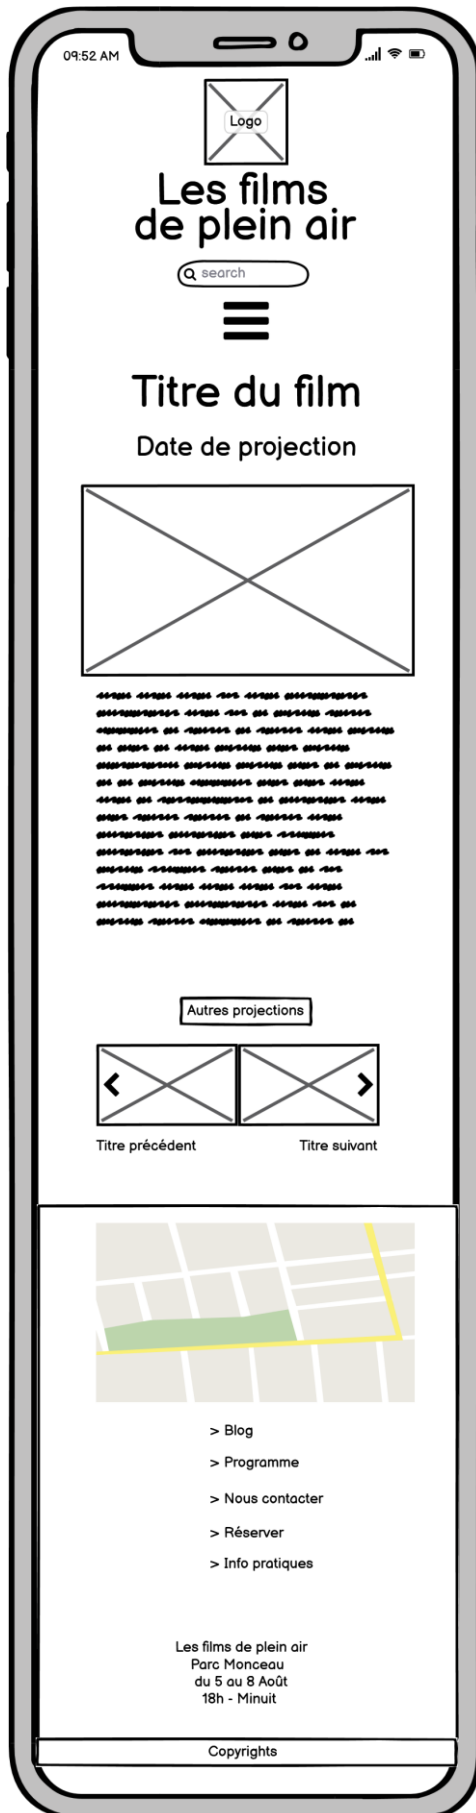 09:52 AM
Logo
Les films
de plein air
search
Titre du film
Date de projection
Autres projections
Titre précédent
Titre suivant
> Blog
> Programme
> Nous contacter
> Réserver
> Info pratiques
Les films de plein air
Parc Monceau
du 5 au 8 Août
18h - Minuit
Copyrights